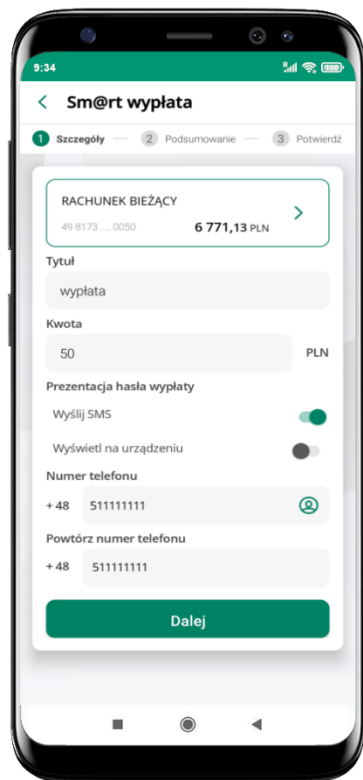 9:34
Sm@rt wypłata
1 Szczegóły 2 Podsumowanie 3 Potwierdź
RACHUNEK BIEŻĄCY
49 8173 .... 0050 6 771,13 PLN
Tytuł
wypłata
Kwota
50 PLN
Prezentacja hasła wypłaty
Wyślij SMS
Wyświetl na urządzeniu
Numer telefonu
+ 48 511111111
Powtórz numer telefonu
+ 48 511111111
Dalej